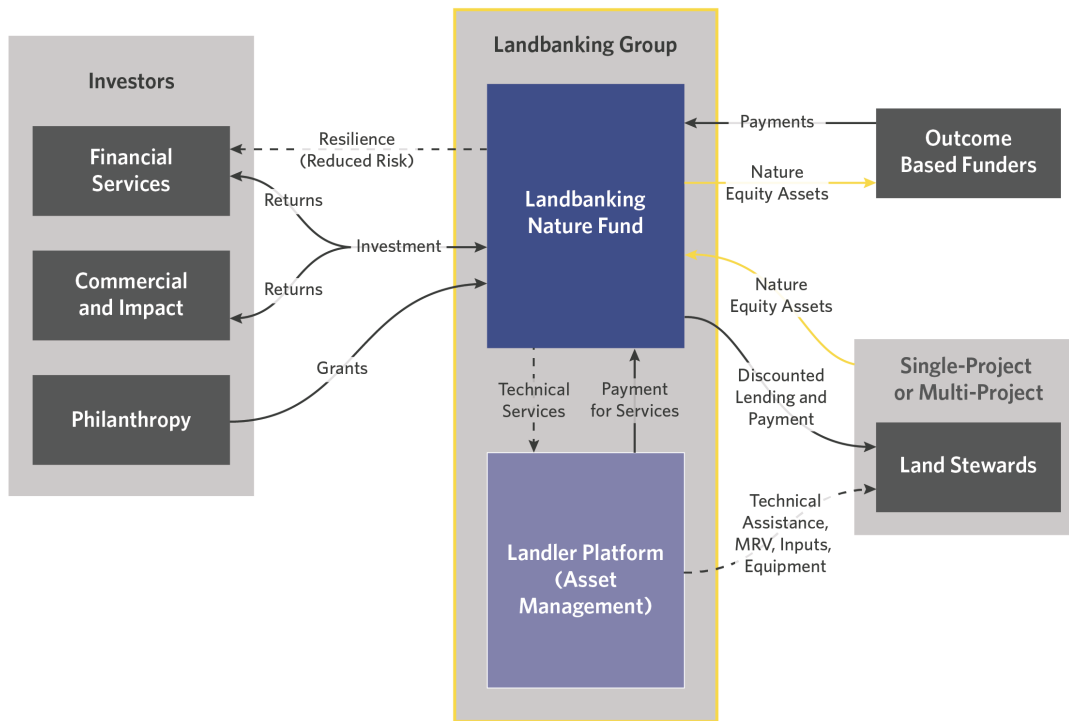 Investors
Financial
Services
Commercial
and Impact
Philanthropy
Resilience
(Reduced Risk)
Returns
Investment
Returns
Grants
Landbanking Group
Landbanking
Nature Fund
Technical
Services
Payment
for Services
Landler Platform
(Asset
Management)
Payments
Nature
Equity Assets
Outcome
Based Funders
Nature
Equity Assets
Discounted
Lending and
Payment
Single-Project
or Multi-Project
Land Stewards
Technical
Assistance,
MRV, Inputs,
Equipment